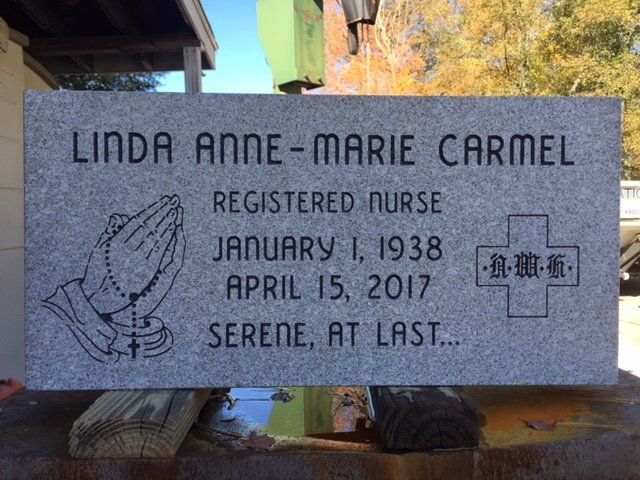 LINDA ANNE-MARIE CARMEL
REGISTERED NURSE
JANUARY 1, 1938
APRIL 15, 2017
SERENE, AT LAST...